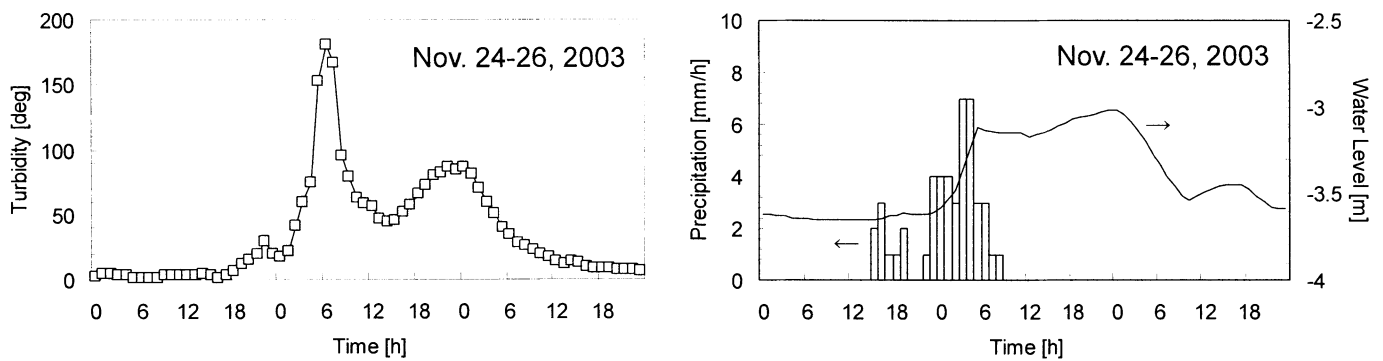 200
150
100
50
0
Turbidity [deg]
Nov. 24-26, 2003
0 6 12 18 0 6 12 18 0 6 12 18
Time [h]
10
8
6
4
2
0
Precipitation [mm/h]
Nov. 24-26, 2003
-2.5
-3
-3.5
-4
Water Level [m]
0 6 12 18 0 6 12 18 0 6 12 18
Time [h]